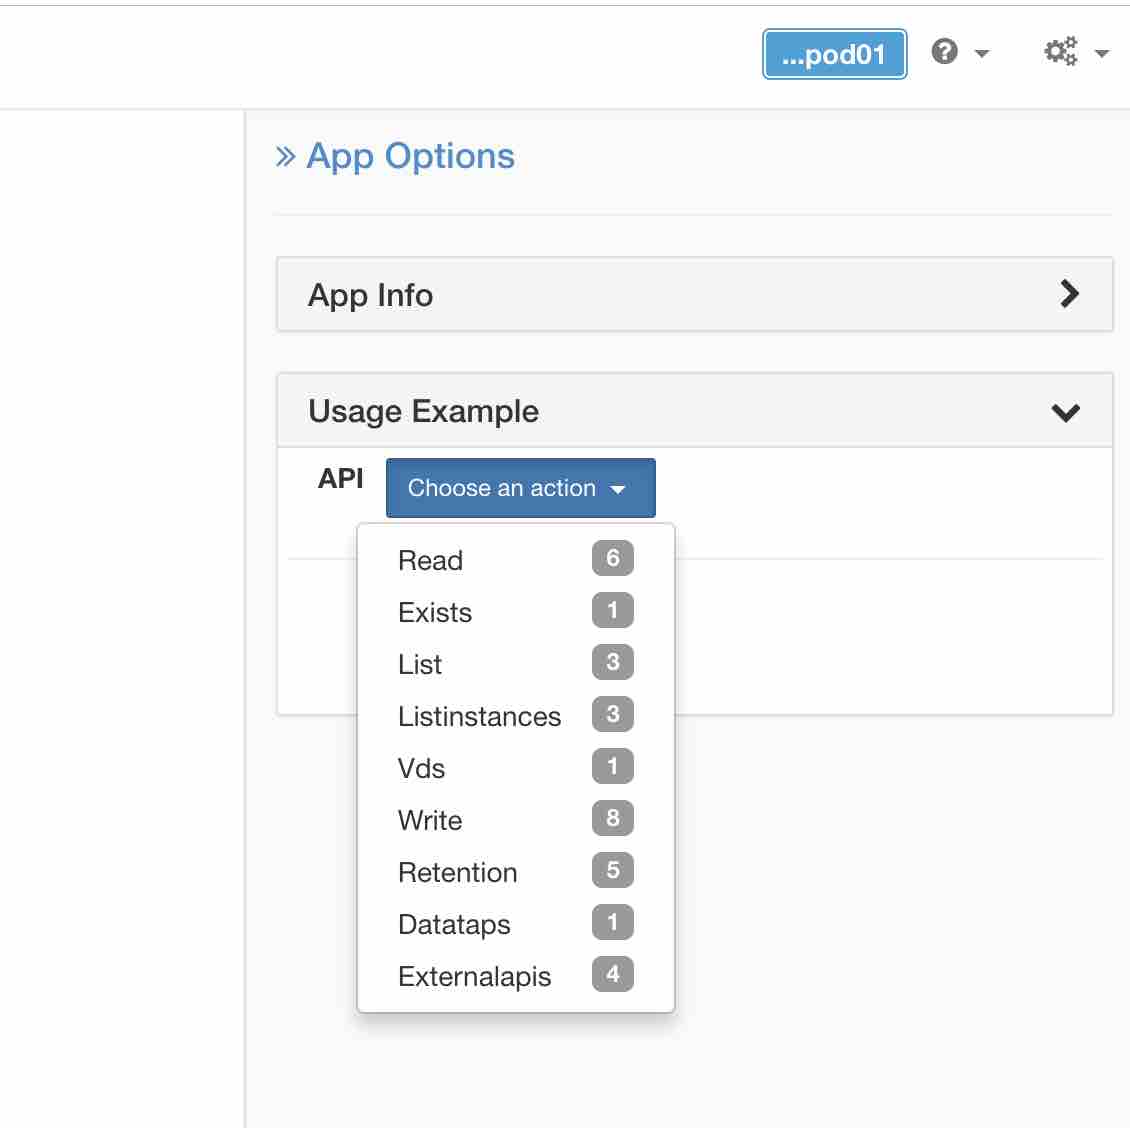 ...pod01
App Options
App Info
Usage Example
API Choose an action
Read 6
Exists 1
List 3
Listinstances 3
Vds 1
Write 8
Retention 5
Datataps 1
Externalapis 4